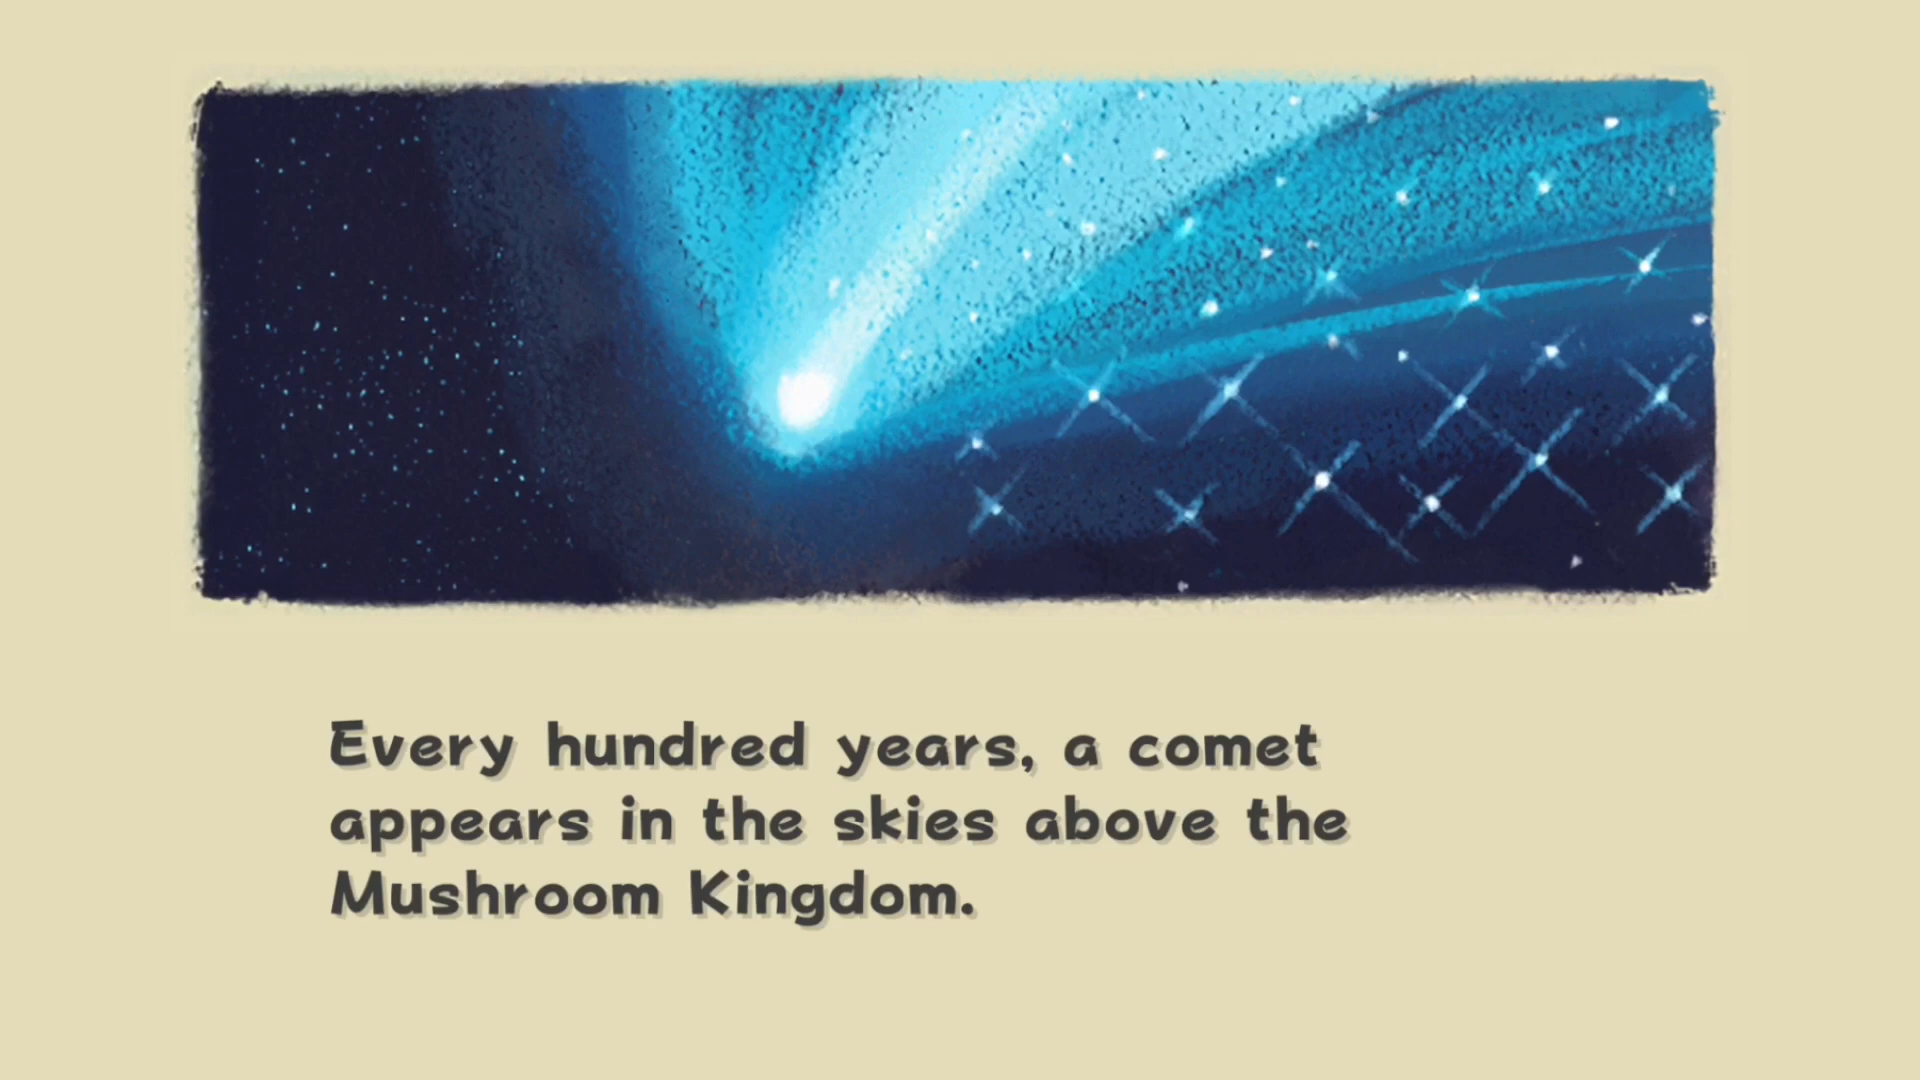 Every hundred years, a comet
appears in the skies above the
Mushroom Kingdom.